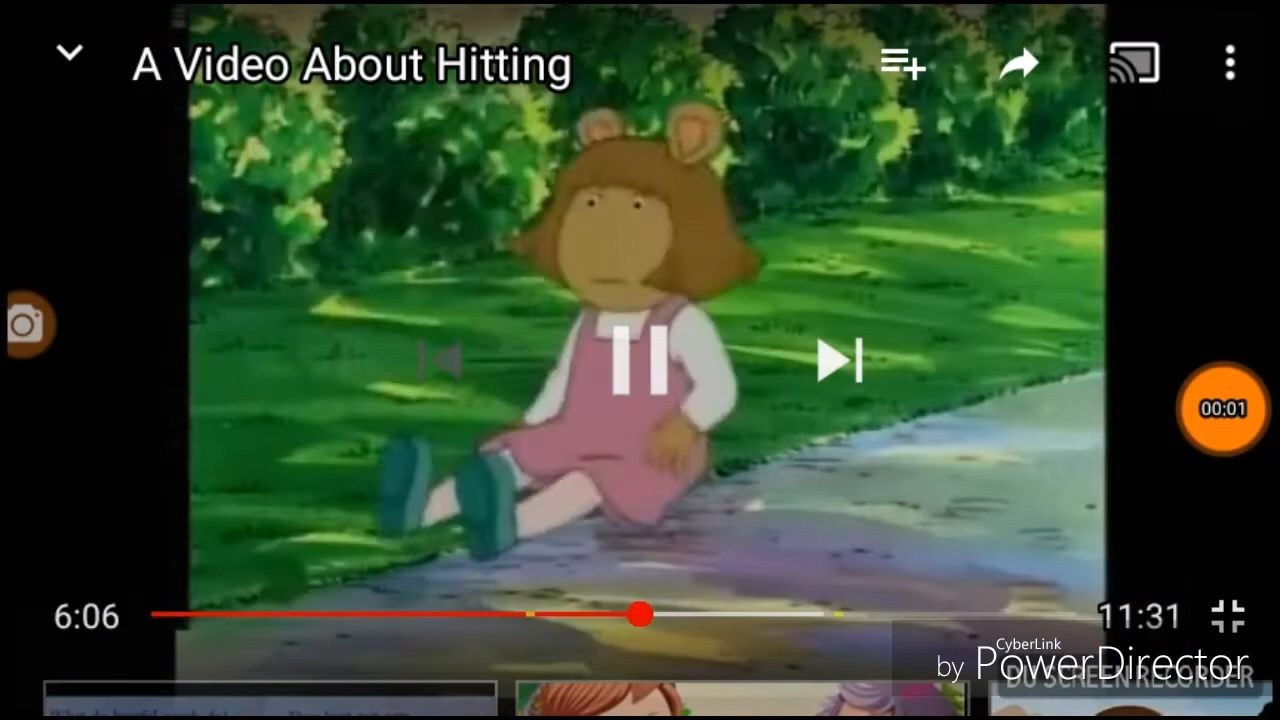 A Video About Hitting
00:01
6:06
11:31
CyberLink
by PowerDirector
DU SCREEN RECORDER